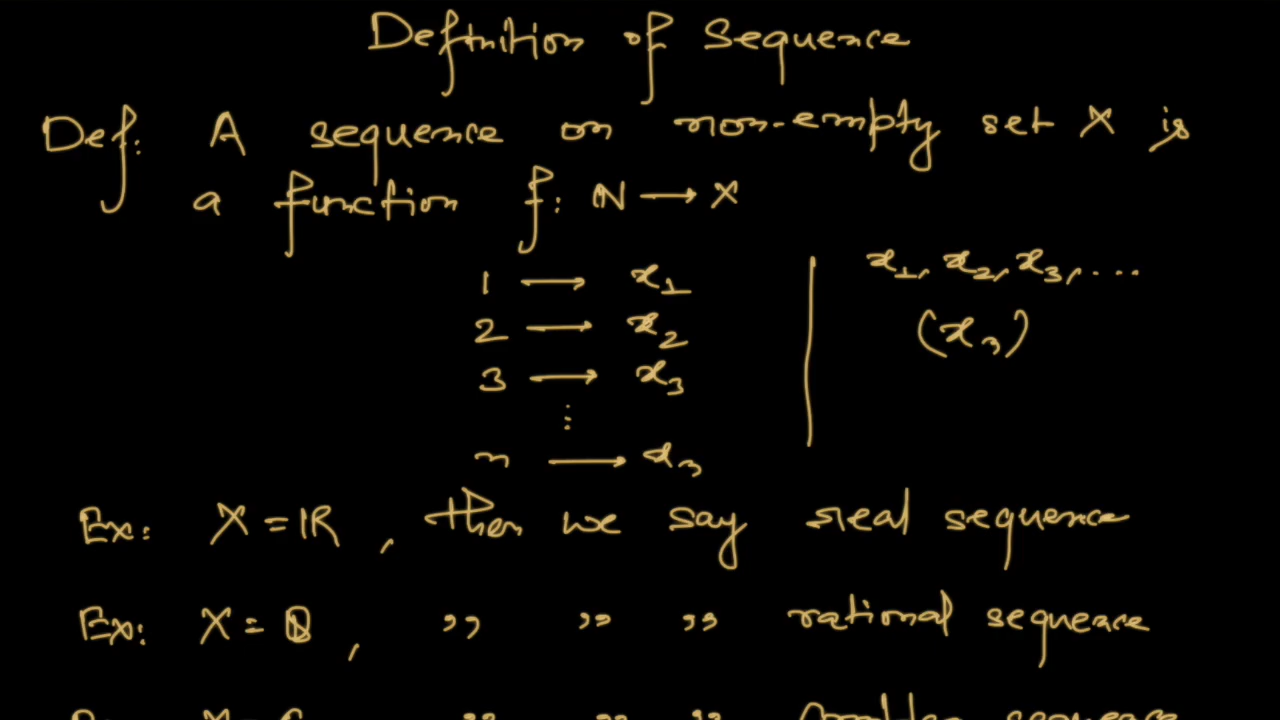 Definition of Sequence
Def: A sequence on non-empty set X is
a function f: ℕ → X
1 → x₁
2 → x₂
3 → x₃
⋮
n → xₙ
x₁, x₂, x₃, ...
(xₙ)
Ex: X = ℝ, then we say real sequence
Ex: X = ℚ, ,, ,, ,, rational sequence